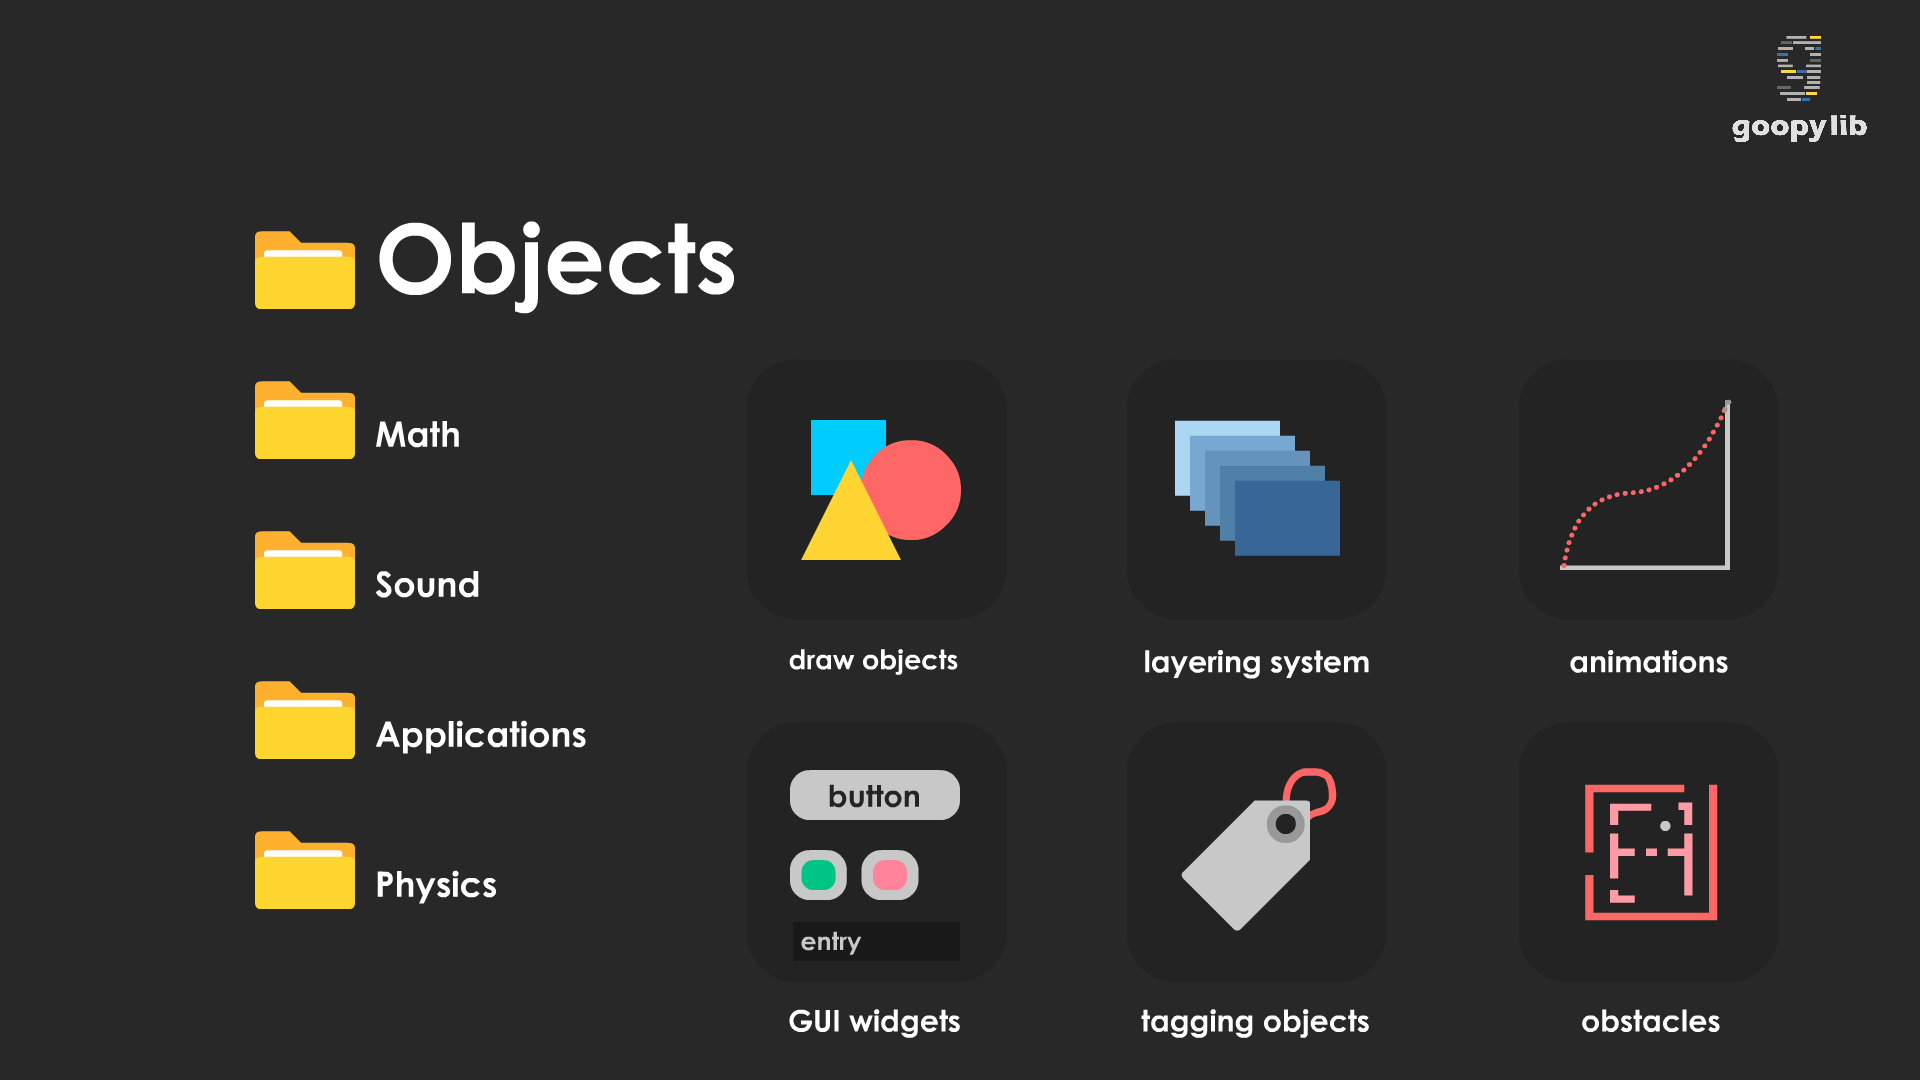 goopylib
Objects
Math
Sound
Applications
Physics
draw objects
layering system
animations
button
entry
GUI widgets
tagging objects
obstacles